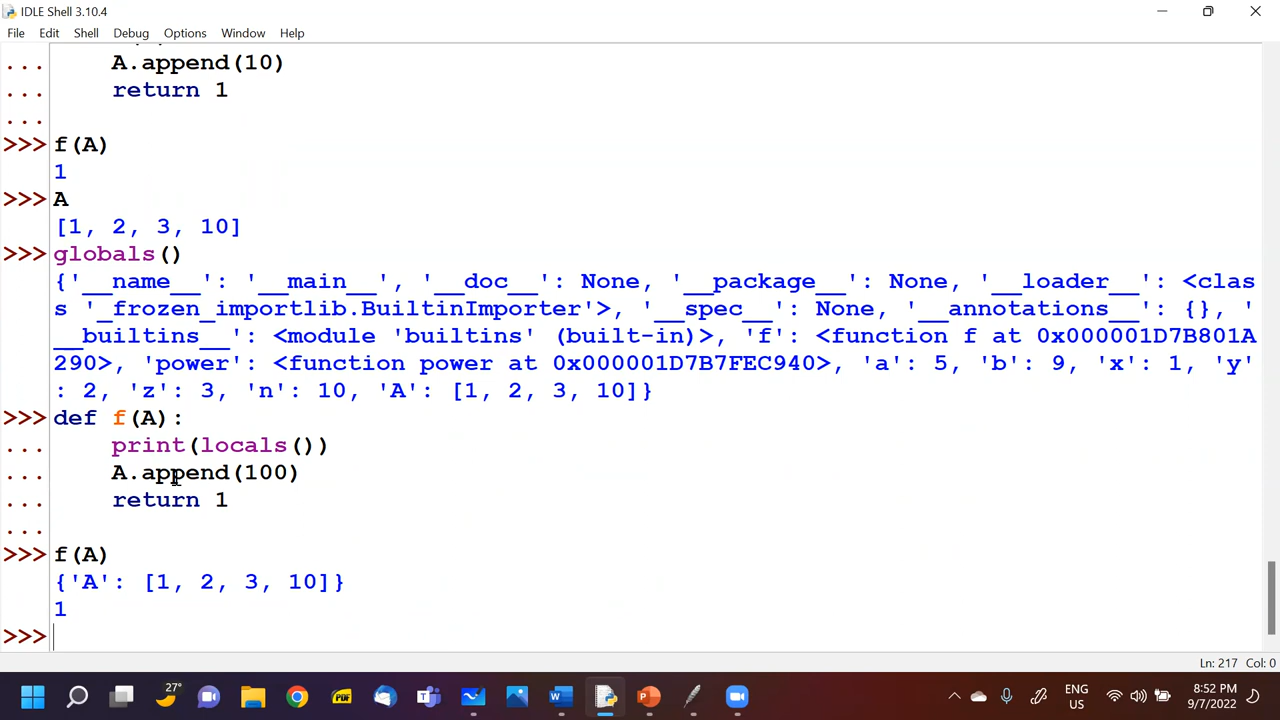 IDLE Shell 3.10.4
File Edit Shell Debug Options Window Help
... A.append(10)
... return 1
...
>>> f(A)
1
>>> A
[1, 2, 3, 10]
>>> globals()
{'__name__': '__main__', '__doc__': None, '__package__': None, '__loader__': <clas
s '_frozen_importlib.BuiltinImporter'>, '__spec__': None, '__annotations__': {}, '
__builtins__': <module 'builtins' (built-in)>, 'f': <function f at 0x000001D7B801A
290>, 'power': <function power at 0x000001D7B7FEC940>, 'a': 5, 'b': 9, 'x': 1, 'y'
: 2, 'z': 3, 'n': 10, 'A': [1, 2, 3, 10]}
>>> def f(A):
... print(locals())
... A.append(100)
... return 1
...
>>> f(A)
{'A': [1, 2, 3, 10]}
1
>>>
Ln: 217 Col: 0
27°
PDF
ENG
US
8:52 PM
9/7/2022